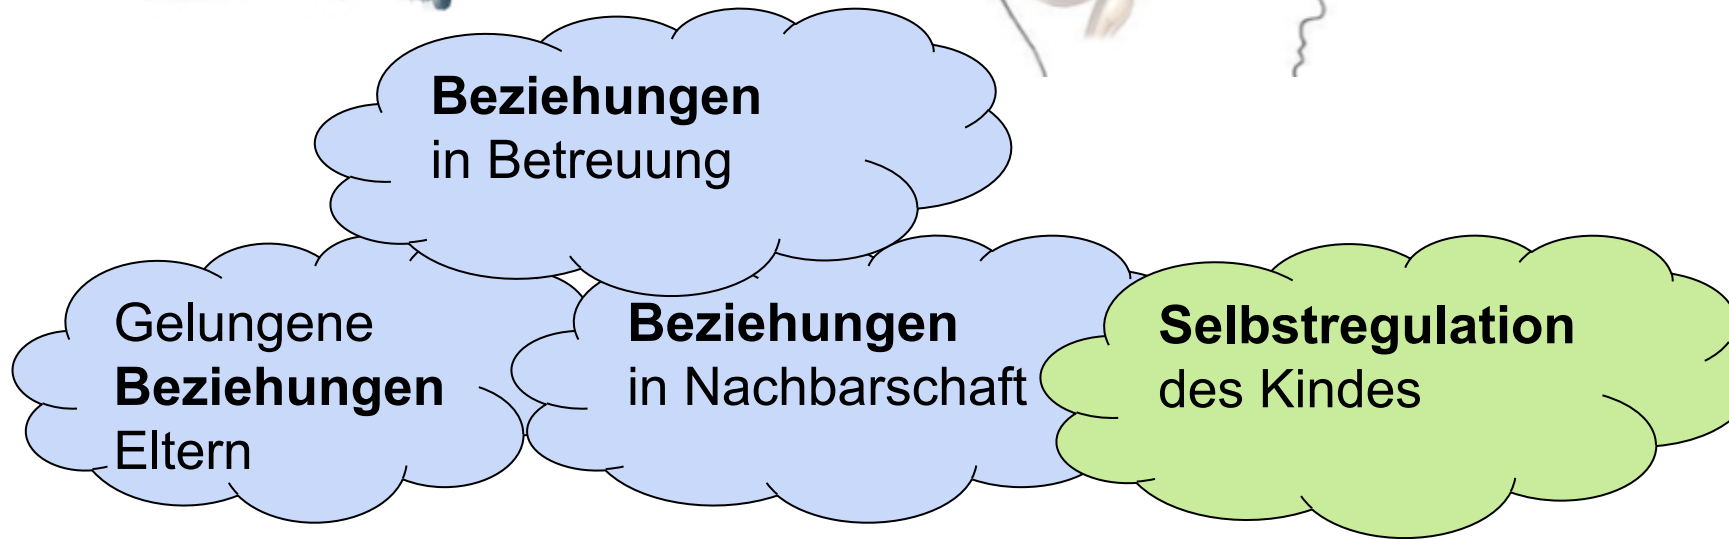 Beziehungen
in Betreuung
Gelungene
Beziehungen
Eltern
Beziehungen
in Nachbarschaft
Selbstregulation
des Kindes